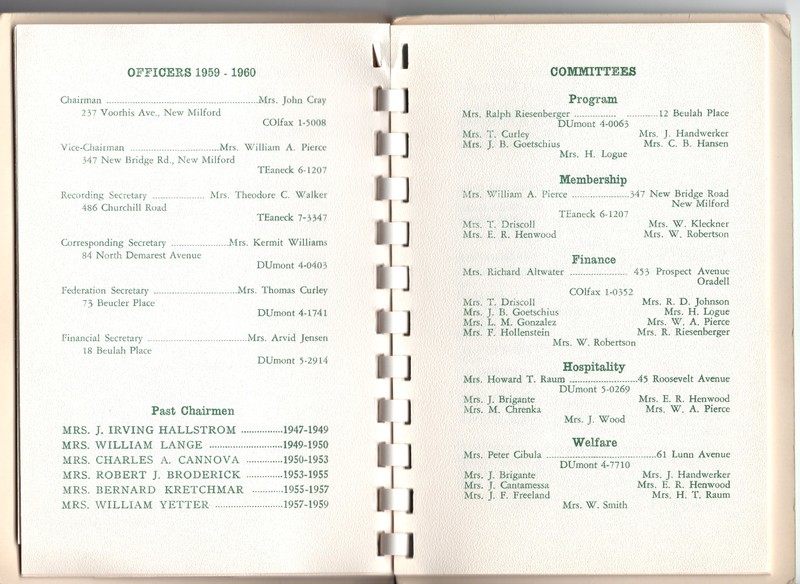 OFFICERS 1959 - 1960
Chairman ................................................Mrs. John Cray
237 Voorhis Ave., New Milford
COlfax 1-5008
Vice-Chairman ............................Mrs. William A. Pierce
347 New Bridge Rd., New Milford
TEaneck 6-1207
Recording Secretary .................. Mrs. Theodore C. Walker
486 Churchill Road
TEaneck 7-3347
Corresponding Secretary ....................Mrs. Kermit Williams
84 North Demarest Avenue
DUmont 4-0403
Federation Secretary ..............................Mrs. Thomas Curley
73 Beucler Place
DUmont 4-1741
Financial Secretary ..................................Mrs. Arvid Jensen
18 Beulah Place
DUmont 5-2914
Past Chairmen
MRS. J. IRVING HALLSTROM ..............1947-1949
MRS. WILLIAM LANGE ........................1949-1950
MRS. CHARLES A. CANNOVA ..............1950-1953
MRS. ROBERT J. BRODERICK ..............1953-1955
MRS. BERNARD KRETCHMAR ..........1955-1957
MRS. WILLIAM YETTER ......................1957-1959
COMMITTEES
Program
Mrs. Ralph Riesenberger .............. ..........12 Beulah Place
DUmont 4-0063
Mrs. T. Curley Mrs. J. Handwerker
Mrs. J. B. Goetschius Mrs. C. B. Hansen
Mrs. H. Logue
Membership
Mrs. William A. Pierce ..................347 New Bridge Road
New Milford
TEaneck 6-1207
Mrs. T. Driscoll Mrs. W. Kleckner
Mrs. E. R. Henwood Mrs. W. Robertson
Finance
Mrs. Richard Altwater .................. 453 Prospect Avenue
Oradell
COlfax 1-0352
Mrs. T. Driscoll Mrs. R. D. Johnson
Mrs. J. B. Goetschius Mrs. H. Logue
Mrs. L. M. Gonzalez Mrs. W. A. Pierce
Mrs. F. Hollenstein Mrs. R. Riesenberger
Mrs. W. Robertson
Hospitality
Mrs. Howard T. Raum ......................45 Roosevelt Avenue
DUmont 5-0269
Mrs. J. Brigante Mrs. E. R. Henwood
Mrs. M. Chrenka Mrs. W. A. Pierce
Mrs. J. Wood
Welfare
Mrs. Peter Cibula ..................................61 Lunn Avenue
DUmont 4-7710
Mrs. J. Brigante Mrs. J. Handwerker
Mrs. J. Cantamessa Mrs. E. R. Henwood
Mrs. J. F. Freeland Mrs. H. T. Raum
Mrs. W. Smith